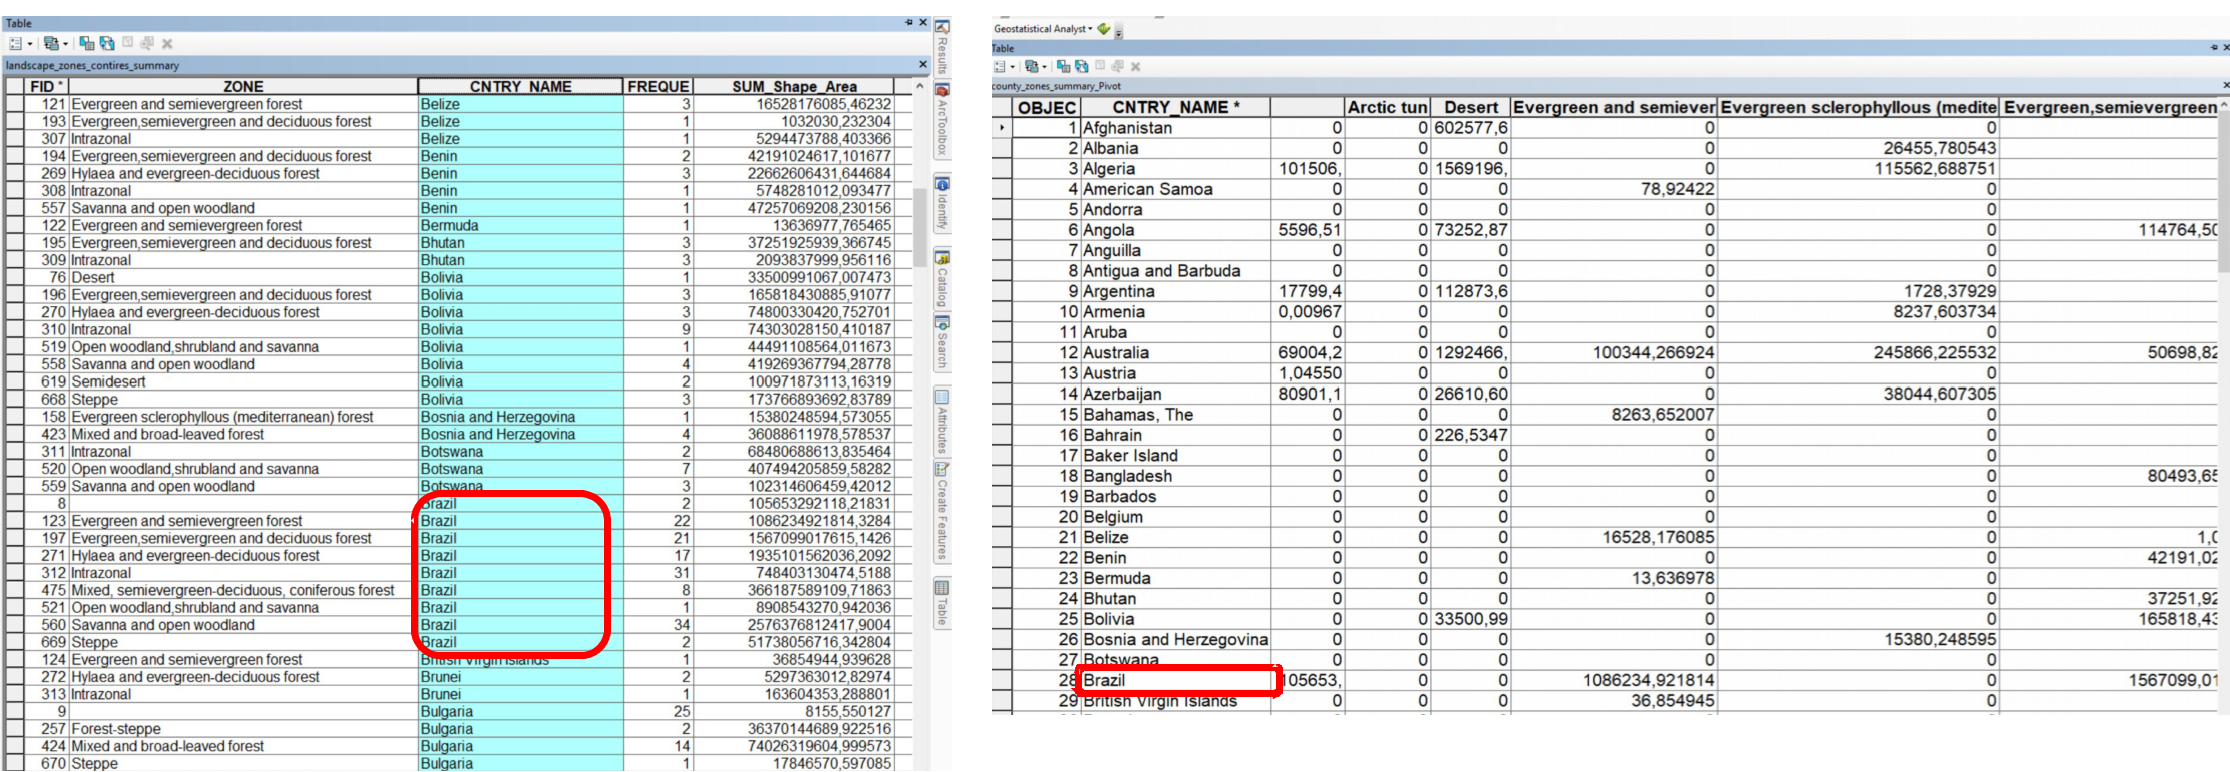 Table
landscape_zones_contires_summary
FID * ZONE CNTRY_NAME FREQUE SUM_Shape_Area
121 Evergreen and semievergreen forest Belize 3 16528176085,46232
193 Evergreen,semievergreen and deciduous forest Belize 1 1032030,232304
307 Intrazonal Belize 1 5294473788,403366
194 Evergreen,semievergreen and deciduous forest Benin 2 42191024617,101677
269 Hylaea and evergreen-deciduous forest Benin 3 22662606431,644684
308 Intrazonal Benin 1 5748281012,093477
557 Savanna and open woodland Benin 1 47257069208,230156
122 Evergreen and semievergreen forest Bermuda 1 13636977,765465
195 Evergreen,semievergreen and deciduous forest Bhutan 3 37251925939,366745
309 Intrazonal Bhutan 3 2093837999,956116
76 Desert Bolivia 1 33500991067,007473
196 Evergreen,semievergreen and deciduous forest Bolivia 3 165818430885,91077
270 Hylaea and evergreen-deciduous forest Bolivia 3 74800330420,752701
310 Intrazonal Bolivia 9 74303028150,410187
519 Open woodland,shrubland and savanna Bolivia 1 44491108564,011673
558 Savanna and open woodland Bolivia 4 419269367794,28778
619 Semidesert Bolivia 2 100971873113,16319
668 Steppe Bolivia 3 173766893692,83789
158 Evergreen sclerophyllous (mediterranean) forest Bosnia and Herzegovina 1 15380248594,573055
423 Mixed and broad-leaved forest Bosnia and Herzegovina 4 36088611978,578537
311 Intrazonal Botswana 2 68480688613,835464
520 Open woodland,shrubland and savanna Botswana 7 407494205859,58282
559 Savanna and open woodland Botswana 3 102314606459,42012
8 Brazil 2 105653292118,21831
123 Evergreen and semievergreen forest Brazil 22 1086234921814,3284
197 Evergreen,semievergreen and deciduous forest Brazil 21 1567099017615,1426
271 Hylaea and evergreen-deciduous forest Brazil 17 1935101562036,2092
312 Intrazonal Brazil 31 748403130474,5188
475 Mixed, semievergreen-deciduous, coniferous forest Brazil 8 366187589109,71863
521 Open woodland,shrubland and savanna Brazil 1 8908543270,942036
560 Savanna and open woodland Brazil 34 2576376812417,9004
669 Steppe Brazil 2 51738056716,342804
124 Evergreen and semievergreen forest British Virgin Islands 1 36854944,939628
272 Hylaea and evergreen-deciduous forest Brunei 2 5297363012,82974
313 Intrazonal Brunei 1 163604353,288801
9 Bulgaria 25 8155,550127
257 Forest-steppe Bulgaria 2 36370144689,922516
424 Mixed and broad-leaved forest Bulgaria 14 74026319604,999573
670 Steppe Bulgaria 1 17846570,597085
Results
ArcToolbox
Identify
Catalog
Search
Attributes
Create Features
Table
Geostatistical Analyst
Table
county_zones_summary_Pivot
OBJEC CNTRY_NAME * Arctic tun Desert Evergreen and semiever Evergreen sclerophyllous (medite Evergreen,semievergreen
1 Afghanistan 0 0 602577,6 0 0
2 Albania 0 0 0 0 26455,780543
3 Algeria 101506, 0 1569196, 0 115562,688751
4 American Samoa 0 0 0 78,92422 0
5 Andorra 0 0 0 0 0
6 Angola 5596,51 0 73252,87 0 0 114764,50
7 Anguilla 0 0 0 0 0
8 Antigua and Barbuda 0 0 0 0 0
9 Argentina 17799,4 0 112873,6 0 1728,37929
10 Armenia 0,00967 0 0 0 8237,603734
11 Aruba 0 0 0 0 0
12 Australia 69004,2 0 1292466, 100344,266924 245866,225532 50698,82
13 Austria 1,04550 0 0 0 0
14 Azerbaijan 80901,1 0 26610,60 0 38044,607305
15 Bahamas, The 0 0 0 8263,652007 0
16 Bahrain 0 0 226,5347 0 0
17 Baker Island 0 0 0 0 0
18 Bangladesh 0 0 0 0 0 80493,65
19 Barbados 0 0 0 0 0
20 Belgium 0 0 0 0 0
21 Belize 0 0 0 16528,176085 0 1,0
22 Benin 0 0 0 0 0 42191,02
23 Bermuda 0 0 0 13,636978 0
24 Bhutan 0 0 0 0 0 37251,92
25 Bolivia 0 0 33500,99 0 0 165818,43
26 Bosnia and Herzegovina 0 0 0 0 15380,248595
27 Botswana 0 0 0 0 0
28 Brazil 105653, 0 0 1086234,921814 0 1567099,01
29 British Virgin Islands 0 0 0 36,854945 0